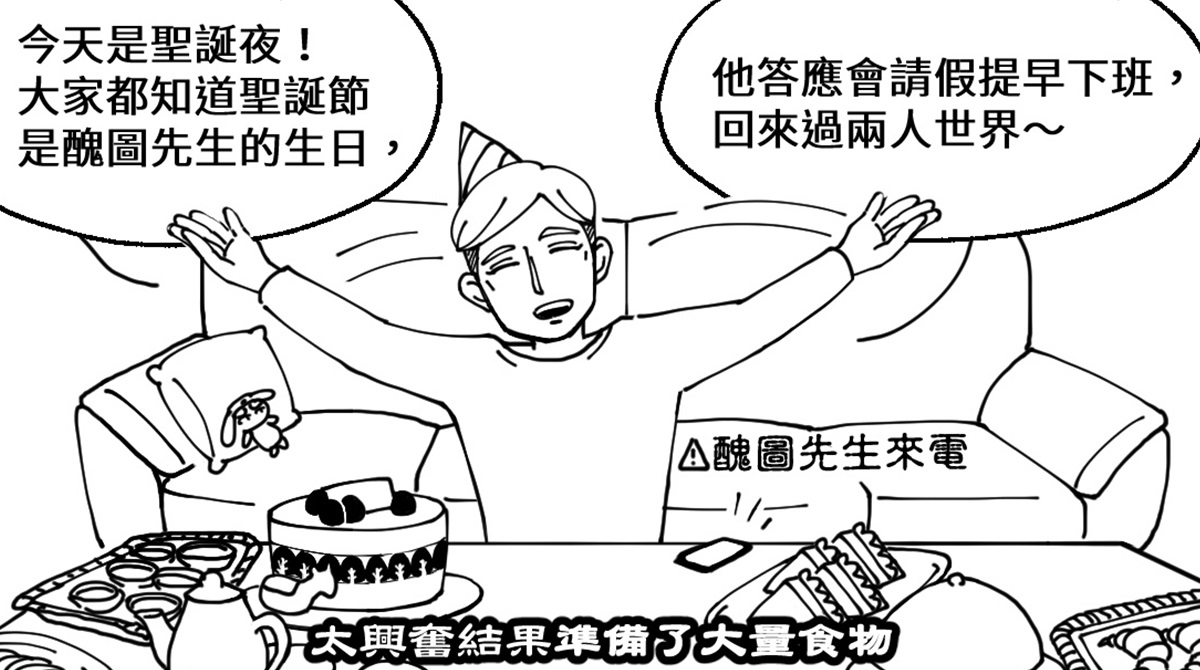 今天是聖誕夜！
大家都知道聖誕節
是醜圖先生的生日，
他答應會請假提早下班，
回來過兩人世界～
⚠醜圖先生來電
太興奮結果準備了大量食物